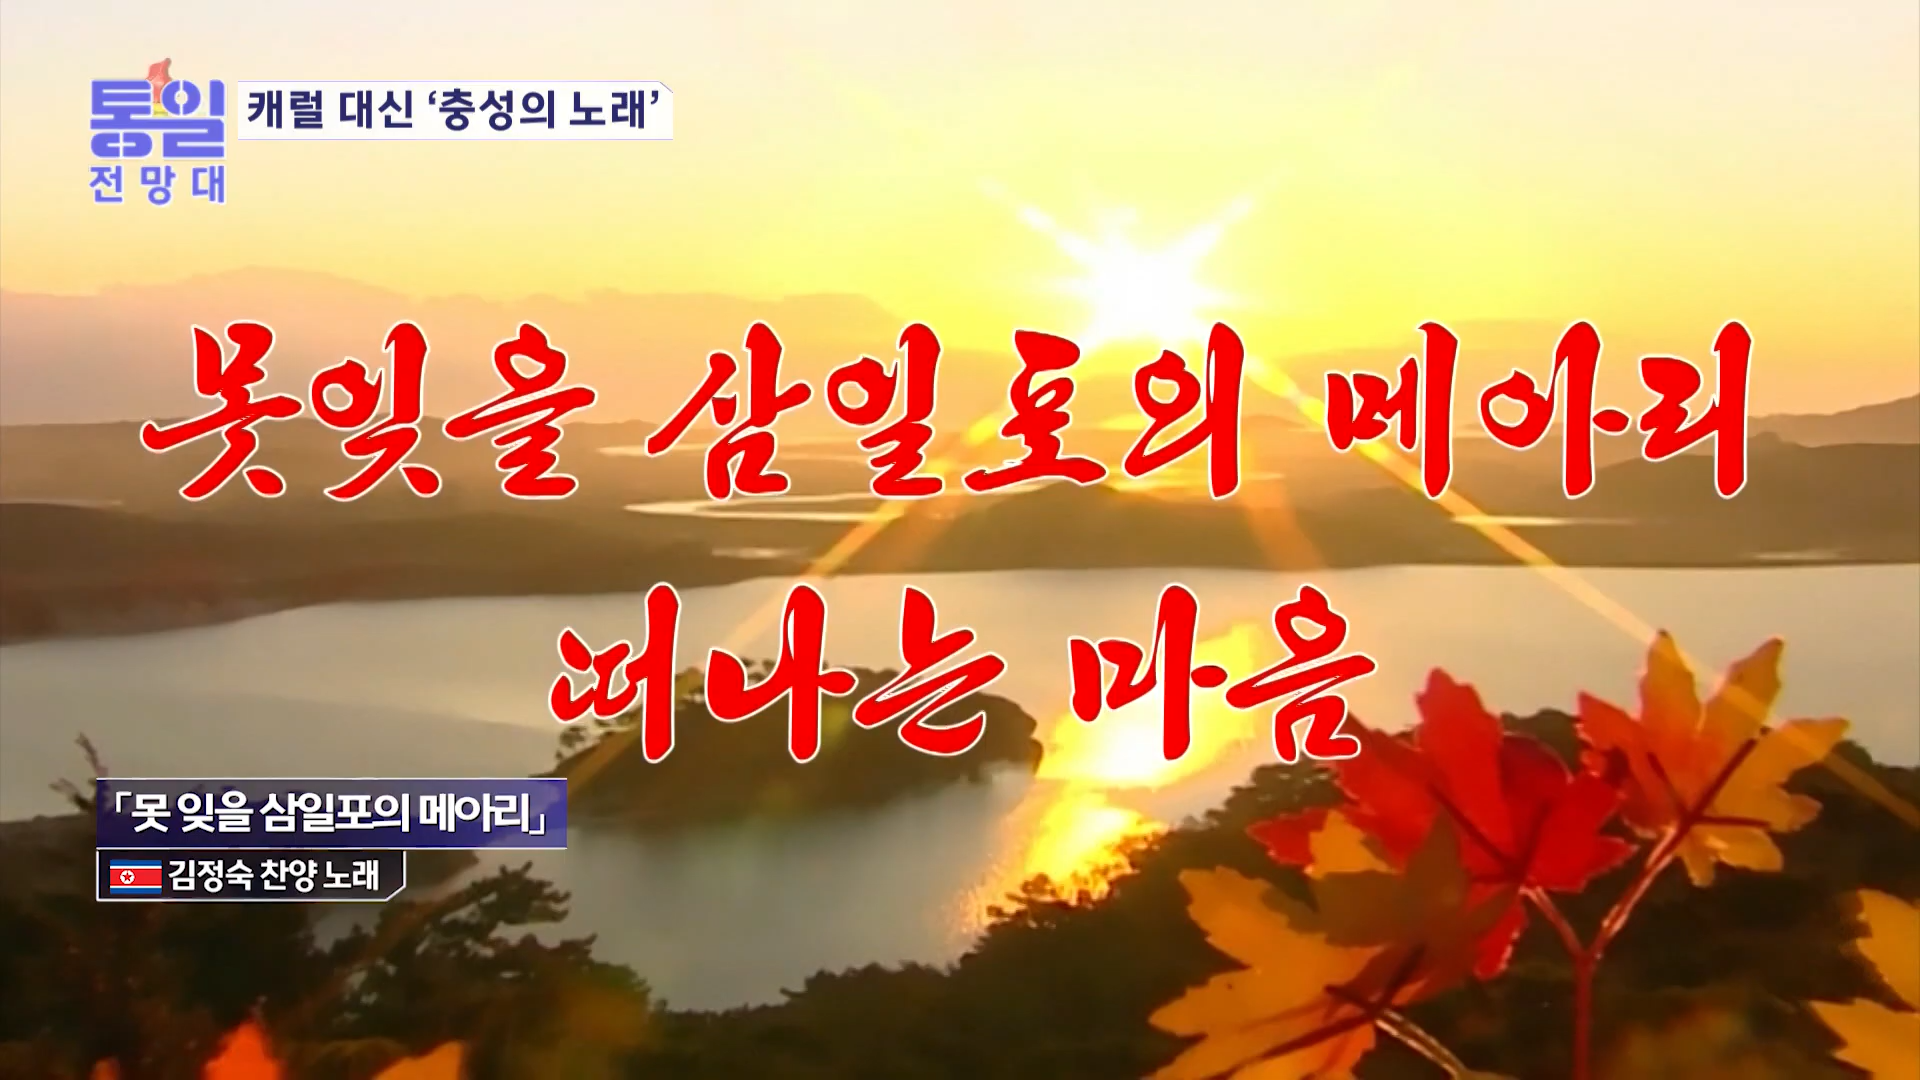 통일
전망대
캐럴 대신 ‘충성의 노래’
못잊을 삼일포의 메아리
떠나는 마음
「못 잊을 삼일포의 메아리」
김정숙 찬양 노래